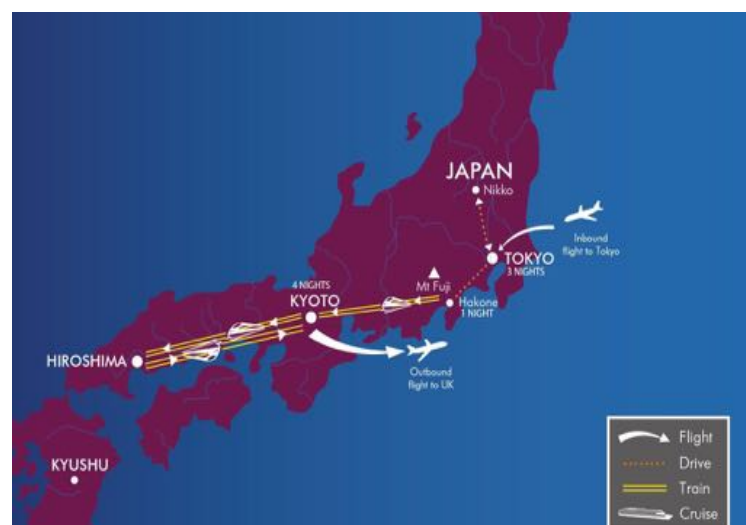 JAPAN
Nikko
Inbound
flight to Tokyo
TOKYO
3 NIGHTS
Mt Fuji
Hakone
1 NIGHT
4 NIGHTS
KYOTO
HIROSHIMA
Outbound
flight to UK
KYUSHU
Flight
Drive
Train
Cruise